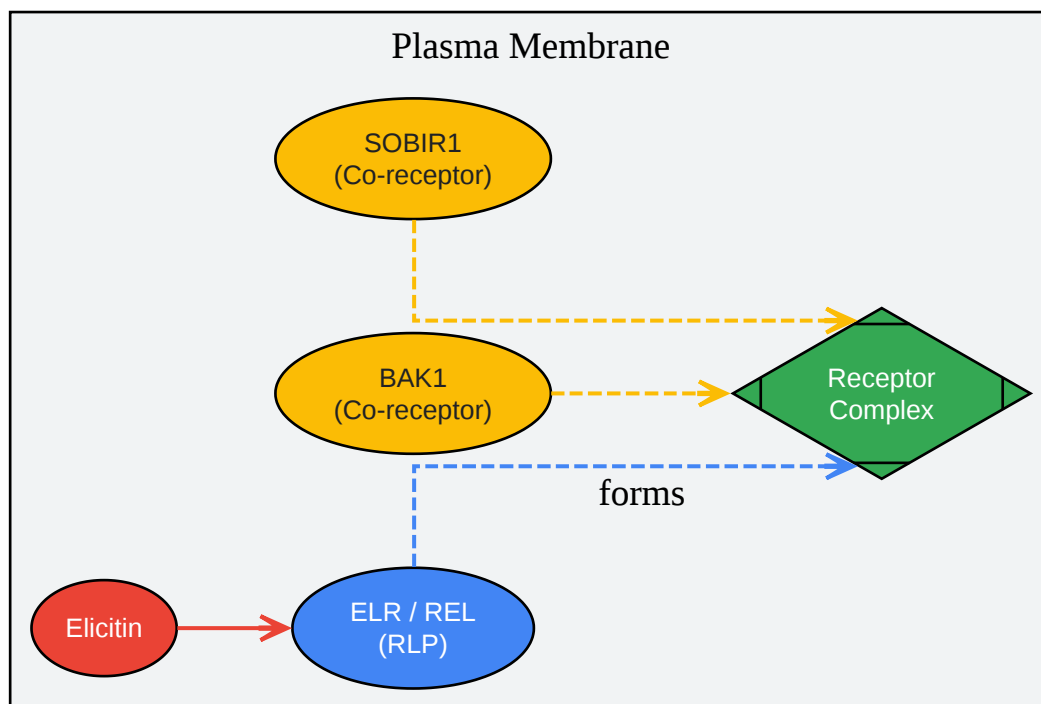 Plasma Membrane
SOBIR1
(Co-receptor)
BAK1
(Co-receptor)
Receptor
Complex
forms
Elicitin
ELR / REL
(RLP)